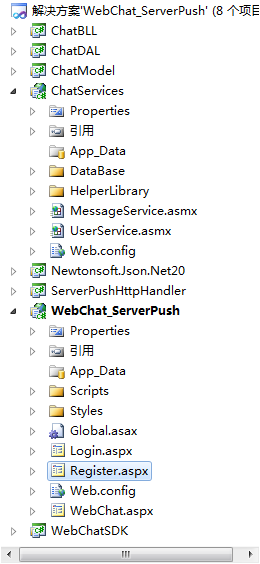 解决方案'WebChat_ServerPush' (8 个项目
ChatBLL
ChatDAL
ChatModel
ChatServices
Properties
引用
App_Data
DataBase
HelperLibrary
MessageService.asmx
UserService.asmx
Web.config
Newtonsoft.Json.Net20
ServerPushHttpHandler
WebChat_ServerPush
Properties
引用
App_Data
Scripts
Styles
Global.asax
Login.aspx
Register.aspx
Web.config
WebChat.aspx
WebChatSDK